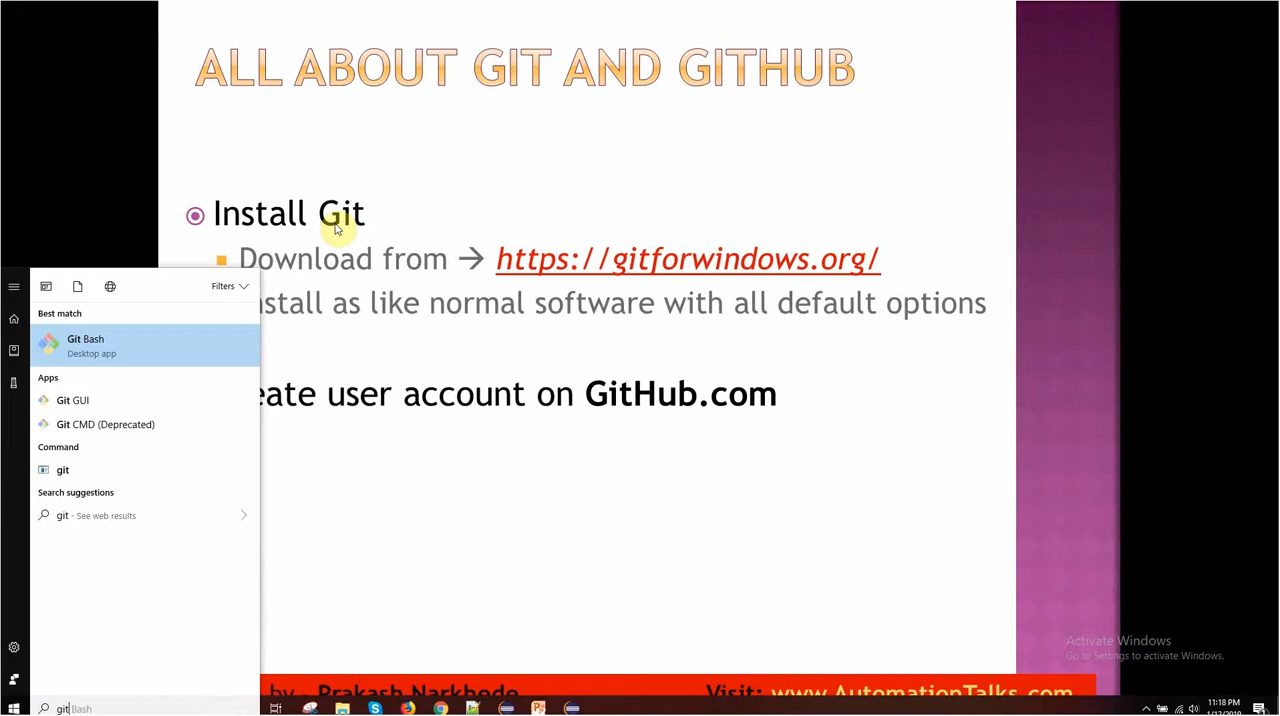 ALL ABOUT GIT AND GITHUB
Install Git
Download from → https://gitforwindows.org/
nstall as like normal software with all default options
eate user account on GitHub.com
Filters
Best match
Git Bash
Desktop app
Apps
Git GUI
Git CMD (Deprecated)
Command
git
Search suggestions
git - See web results
Activate Windows
Go to Settings to activate Windows.
by - Prakash Narkhede
Visit: www.AutomationTalks.com
git Bash
11:18 PM
1/13/2019